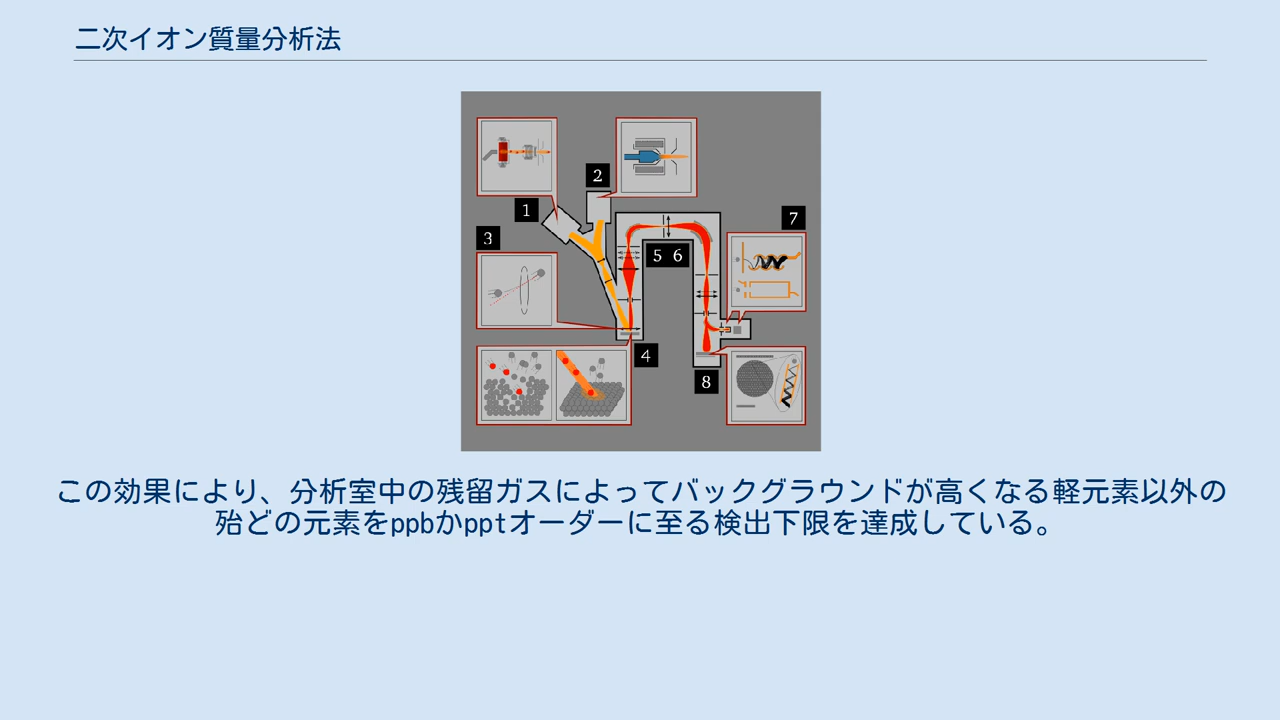 二次イオン質量分析法
2
1
7
3
5 6
4
8
この効果により、分析室中の残留ガスによってバックグラウンドが高くなる軽元素以外の
殆どの元素をppbかpptオーダーに至る検出下限を達成している。